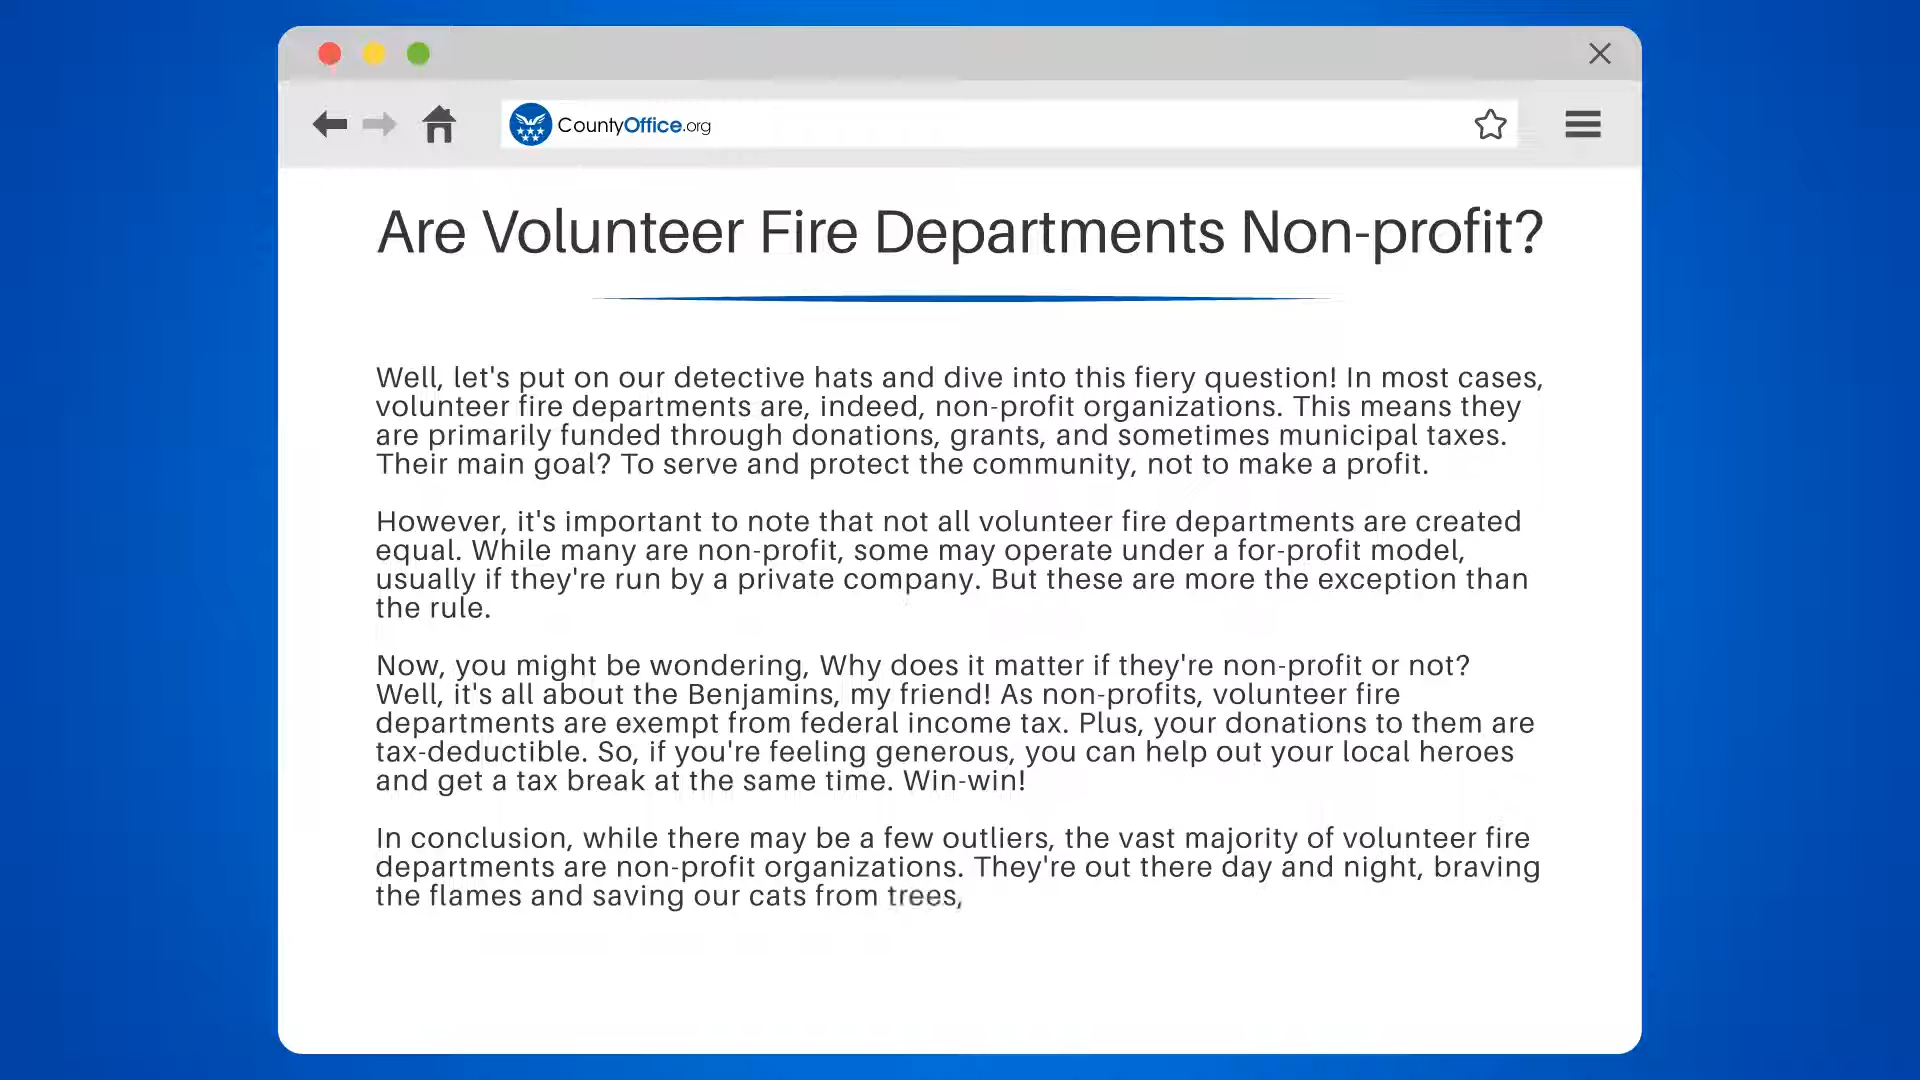 CountyOffice.org
Are Volunteer Fire Departments Non-profit?
Well, let's put on our detective hats and dive into this fiery question! In most cases,
volunteer fire departments are, indeed, non-profit organizations. This means they
are primarily funded through donations, grants, and sometimes municipal taxes.
Their main goal? To serve and protect the community, not to make a profit.
However, it's important to note that not all volunteer fire departments are created
equal. While many are non-profit, some may operate under a for-profit model,
usually if they're run by a private company. But these are more the exception than
the rule.
Now, you might be wondering, Why does it matter if they're non-profit or not?
Well, it's all about the Benjamins, my friend! As non-profits, volunteer fire
departments are exempt from federal income tax. Plus, your donations to them are
tax-deductible. So, if you're feeling generous, you can help out your local heroes
and get a tax break at the same time. Win-win!
In conclusion, while there may be a few outliers, the vast majority of volunteer fire
departments are non-profit organizations. They're out there day and night, braving
the flames and saving our cats from trees,